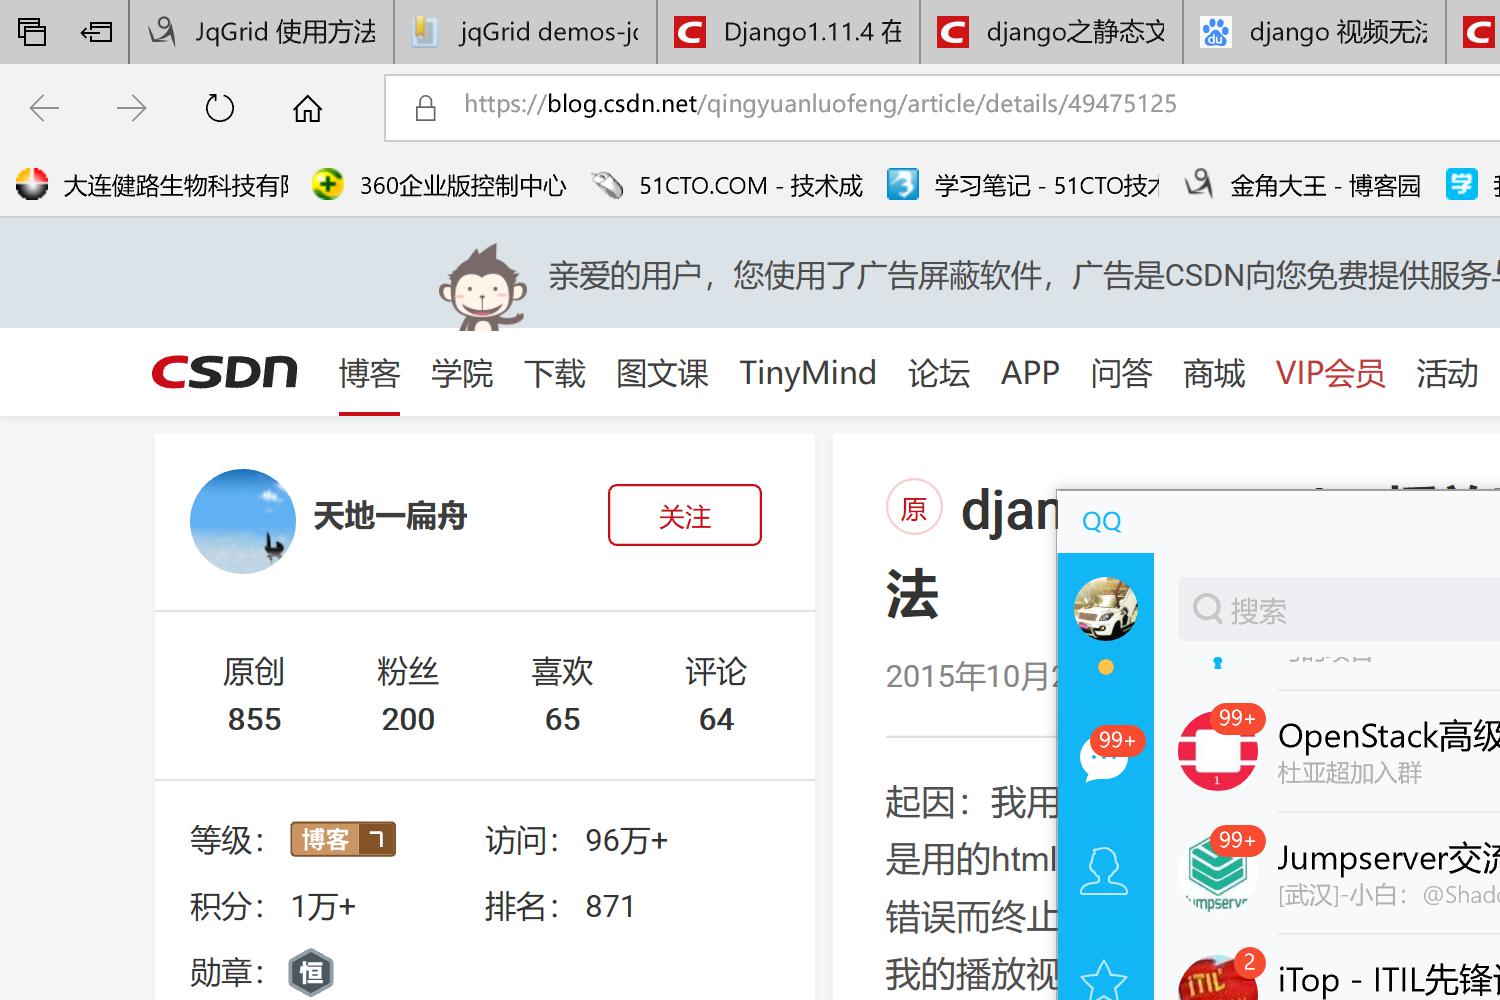 JqGrid 使用方法
jqGrid demos-jq
Django1.11.4 在
django之静态文
django 视频无法
https://blog.csdn.net/qingyuanluofeng/article/details/49475125
大连健路生物科技有限
360企业版控制中心
51CTO.COM - 技术成
学习笔记 - 51CTO技术
金角大王 - 博客园
学
亲爱的用户，您使用了广告屏蔽软件，广告是CSDN向您免费提供服务与
CSDN 博客 学院 下载 图文课 TinyMind 论坛 APP 问答 商城 VIP会员 活动
天地一扁舟
关注
原创 粉丝 喜欢 评论
855 200 65 64
等级： 博客 7 访问： 96万+
积分： 1万+ 排名： 871
勋章： 恒
原 djan
法
2015年10月2
起因：我用
是用的html
错误而终止
我的播放视
QQ
搜索
99+
99+
OpenStack高级
杜亚超加入群
99+
Jumpserver交流
[武汉]-小白：@Shado
umpserve
2
iTop - ITIL先锋
iTIL